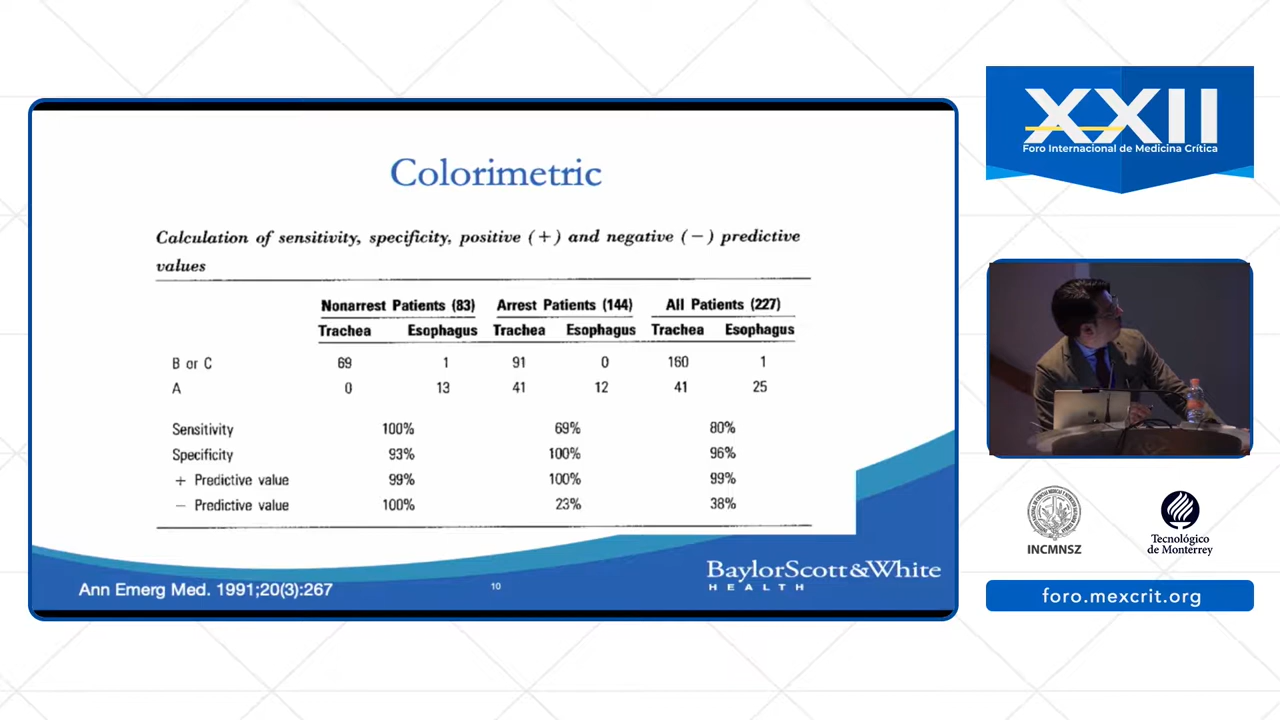 Colorimetric
Calculation of sensitivity, specificity, positive (+) and negative (−) predictive
values
Nonarrest Patients (83) Arrest Patients (144) All Patients (227)
Trachea Esophagus Trachea Esophagus Trachea Esophagus
B or C 69 1 91 0 160 1
A 0 13 41 12 41 25
Sensitivity 100% 69% 80%
Specificity 93% 100% 96%
+ Predictive value 99% 100% 99%
− Predictive value 100% 23% 38%
Ann Emerg Med. 1991;20(3):267
10
BaylorScott&White
HEALTH
XXII
Foro Internacional de Medicina Crítica
INCMNSZ
Tecnológico
de Monterrey
foro.mexcrit.org